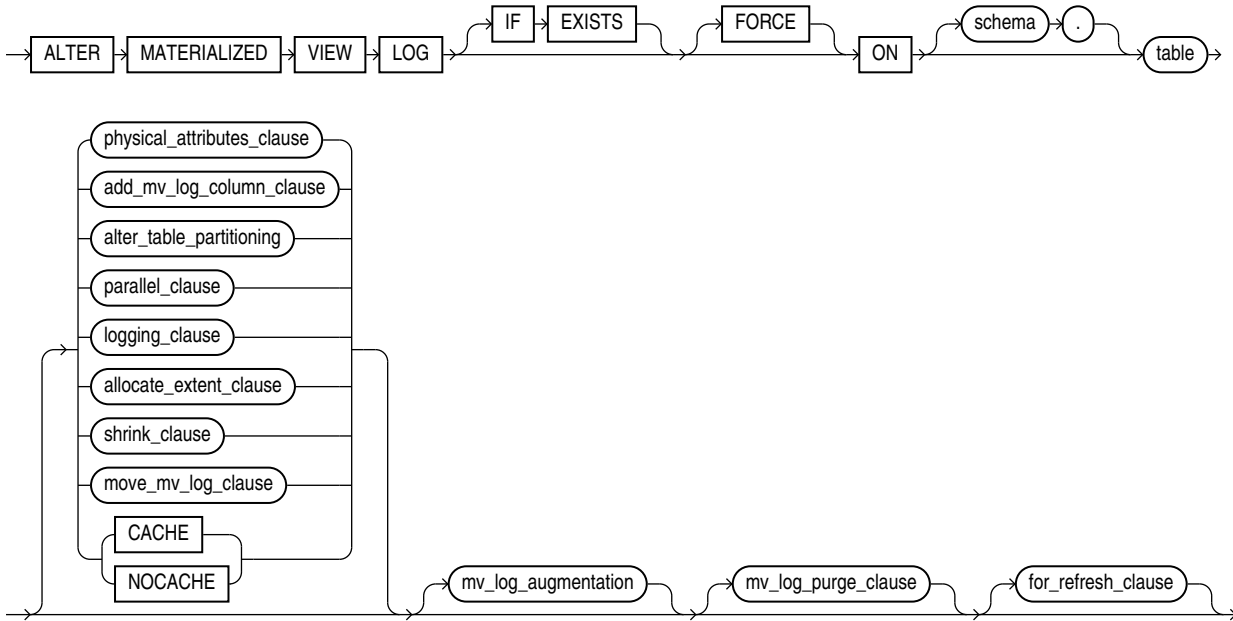 IF EXISTS FORCE schema .
ALTER MATERIALIZED VIEW LOG ON table
physical_attributes_clause
add_mv_log_column_clause
alter_table_partitioning
parallel_clause
logging_clause
allocate_extent_clause
shrink_clause
move_mv_log_clause
CACHE
NOCACHE mv_log_augmentation mv_log_purge_clause for_refresh_clause